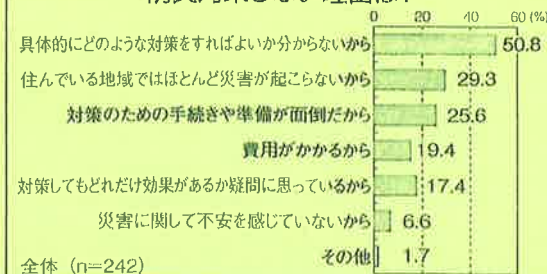 0 20 40 60 (%)
具体的にどのような対策をすればよいか分からないから 50.8
住んでいる地域ではほとんど災害が起こらないから 29.3
対策のための手続きや準備が面倒だから 25.6
費用がかかるから 19.4
対策してもどれだけ効果があるか疑問に思っているから 17.4
災害に関して不安を感じていないから 6.6
その他 1.7
全体 (n=242)